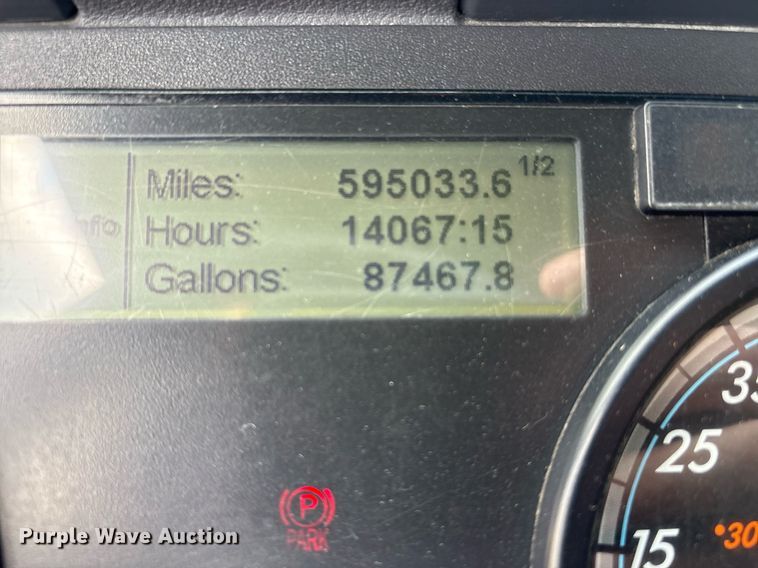 Miles: 595033.6 1/2
info Hours: 14067:15
Gallons: 87467.8
35
25
15
•30
P
PARK
Purple Wave Auction